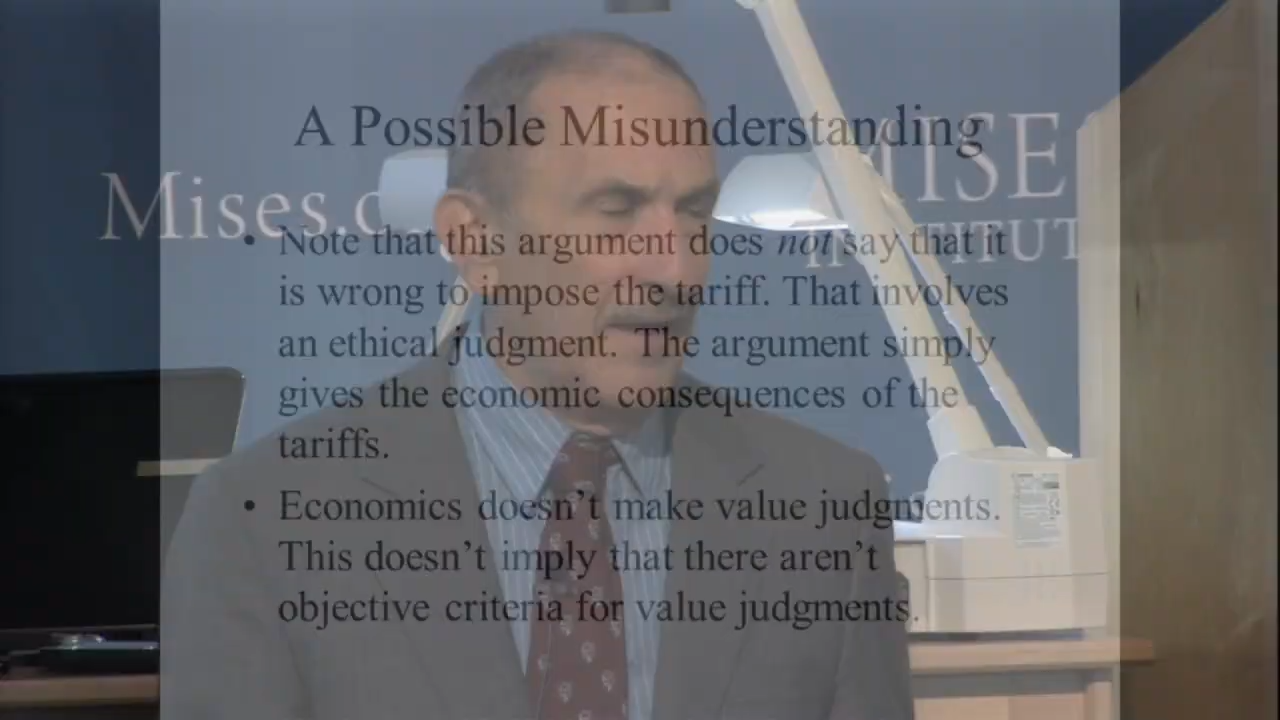 A Possible Misunderstanding
Mises.
MISE
INSTITUT
• Note that this argument does not say that it
is wrong to impose the tariff. That involves
an ethical judgment. The argument simply
gives the economic consequences of the
tariffs.
• Economics doesn't make value judgments.
This doesn't imply that there aren't
objective criteria for value judgments.